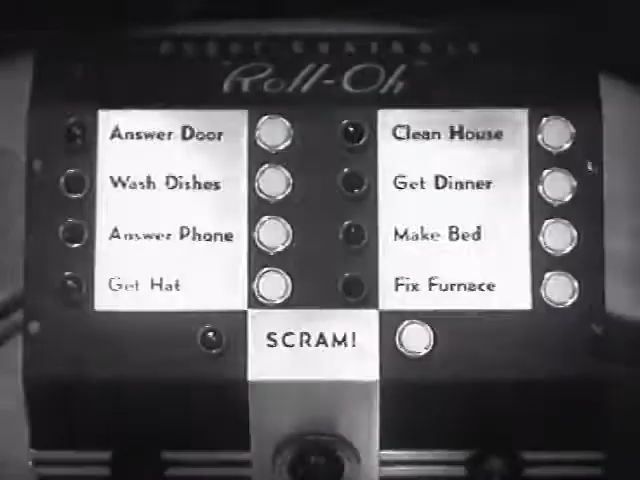 "Roll-Oh"
Answer Door
Wash Dishes
Answer Phone
Get Hat
Clean House
Get Dinner
Make Bed
Fix Furnace
SCRAM!